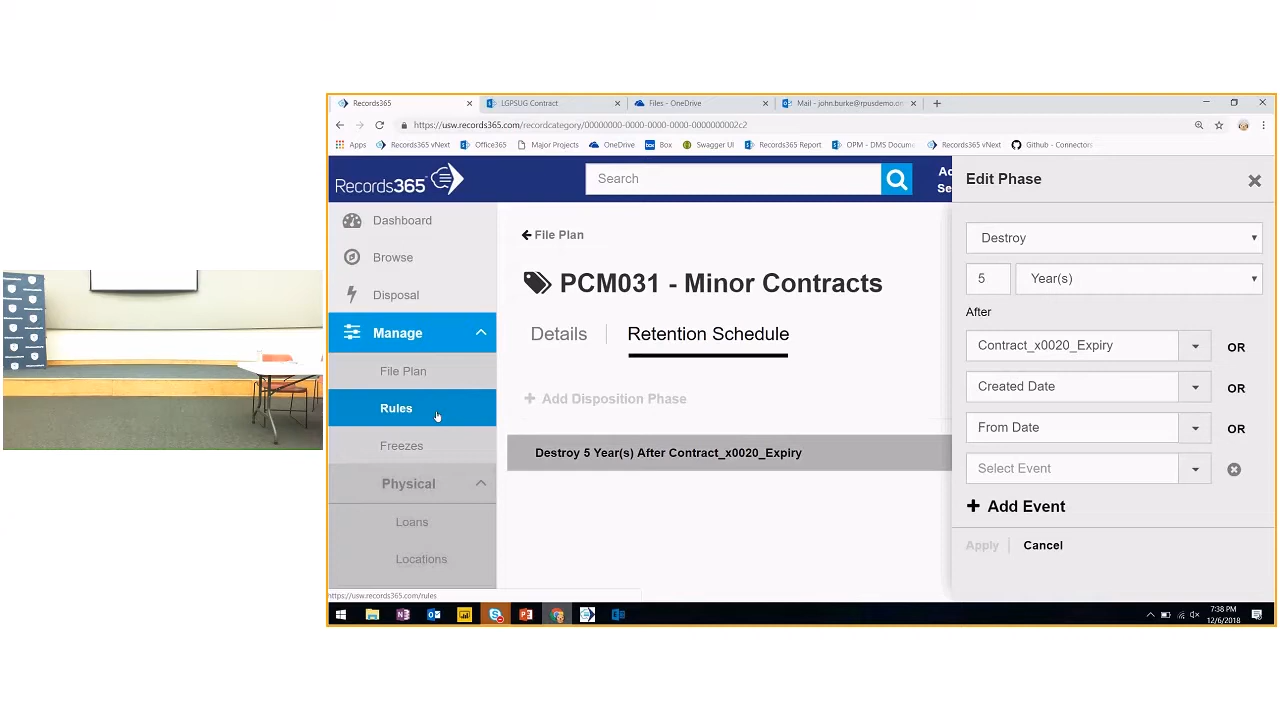 Records365
LGPSUG Contract
Files - OneDrive
Mail - john.burke@rpusdemo.on
https://usw.records365.com/recordcategory/00000000-0000-0000-0000-0000000002c2
Apps
Records365 vNext
Office365
Major Projects
OneDrive
Box
Swagger UI
Records365 Report
OPM - DMS Docum
Records365 vNext
Github - Connectors
Records365
Search
Ac
Se
Edit Phase
Dashboard
Browse
Disposal
Manage
File Plan
Rules
Freezes
Physical
Loans
Locations
https://usw.records365.com/rules
File Plan
PCM031 - Minor Contracts
Details
Retention Schedule
+ Add Disposition Phase
Destroy 5 Year(s) After Contract_x0020_Expiry
Destroy
5 Year(s)
After
Contract_x0020_Expiry OR
Created Date OR
From Date OR
Select Event
+ Add Event
Apply
Cancel
7:38 PM
12/6/2018